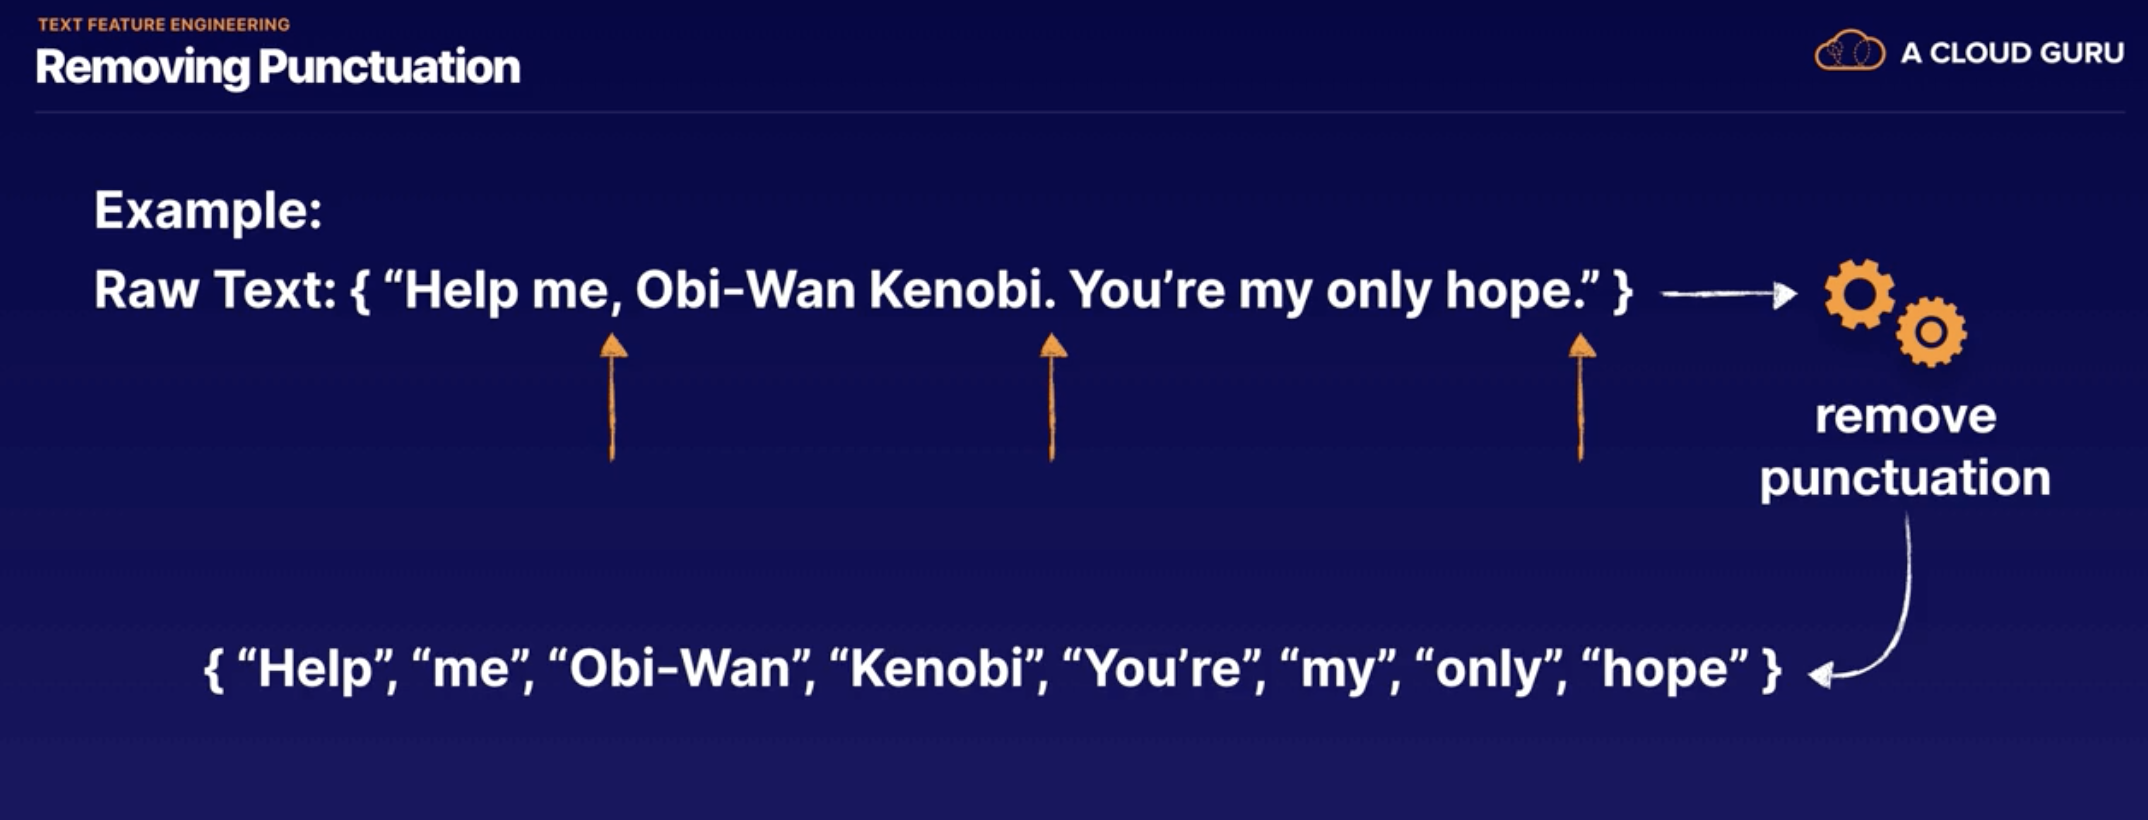 TEXT FEATURE ENGINEERING
Removing Punctuation
A CLOUD GURU
Example:
Raw Text: { “Help me, Obi-Wan Kenobi. You’re my only hope.” }
remove
punctuation
{ “Help”, “me”, “Obi-Wan”, “Kenobi”, “You’re”, “my”, “only”, “hope” }